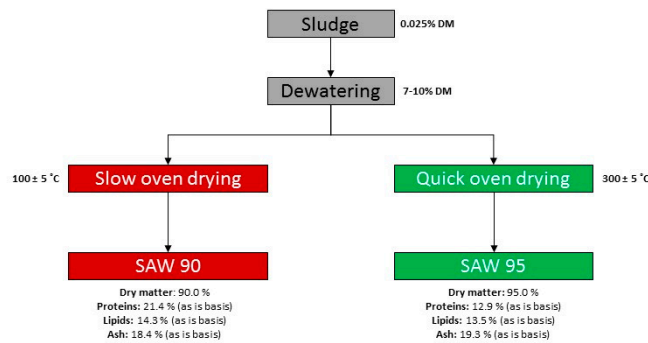 Sludge
0.025% DM
Dewatering
7-10% DM
100 ± 5 °C
Slow oven drying
Quick oven drying
300 ± 5 °C
SAW 90
SAW 95
Dry matter: 90.0 %
Proteins: 21.4 % (as is basis)
Lipids: 14.3 % (as is basis)
Ash: 18.4 % (as is basis)
Dry matter: 95.0 %
Proteins: 12.9 % (as is basis)
Lipids: 13.5 % (as is basis)
Ash: 19.3 % (as is basis)